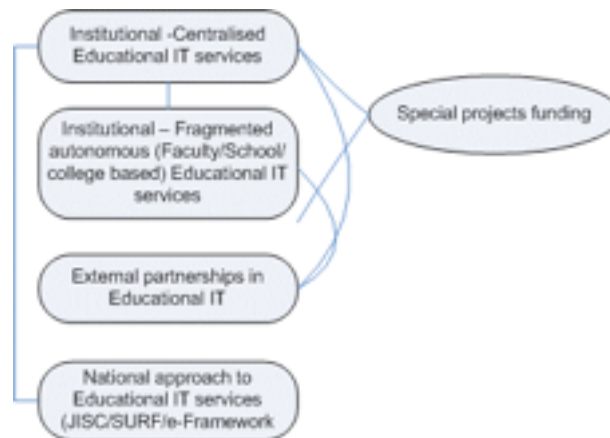 Institutional -Centralised
Educational IT services
Special projects funding
Institutional – Fragmented
autonomous (Faculty/School/
college based) Educational IT
services
External partnerships in
Educational IT
National approach to
Educational IT services
(JISC/SURF/e-Framework